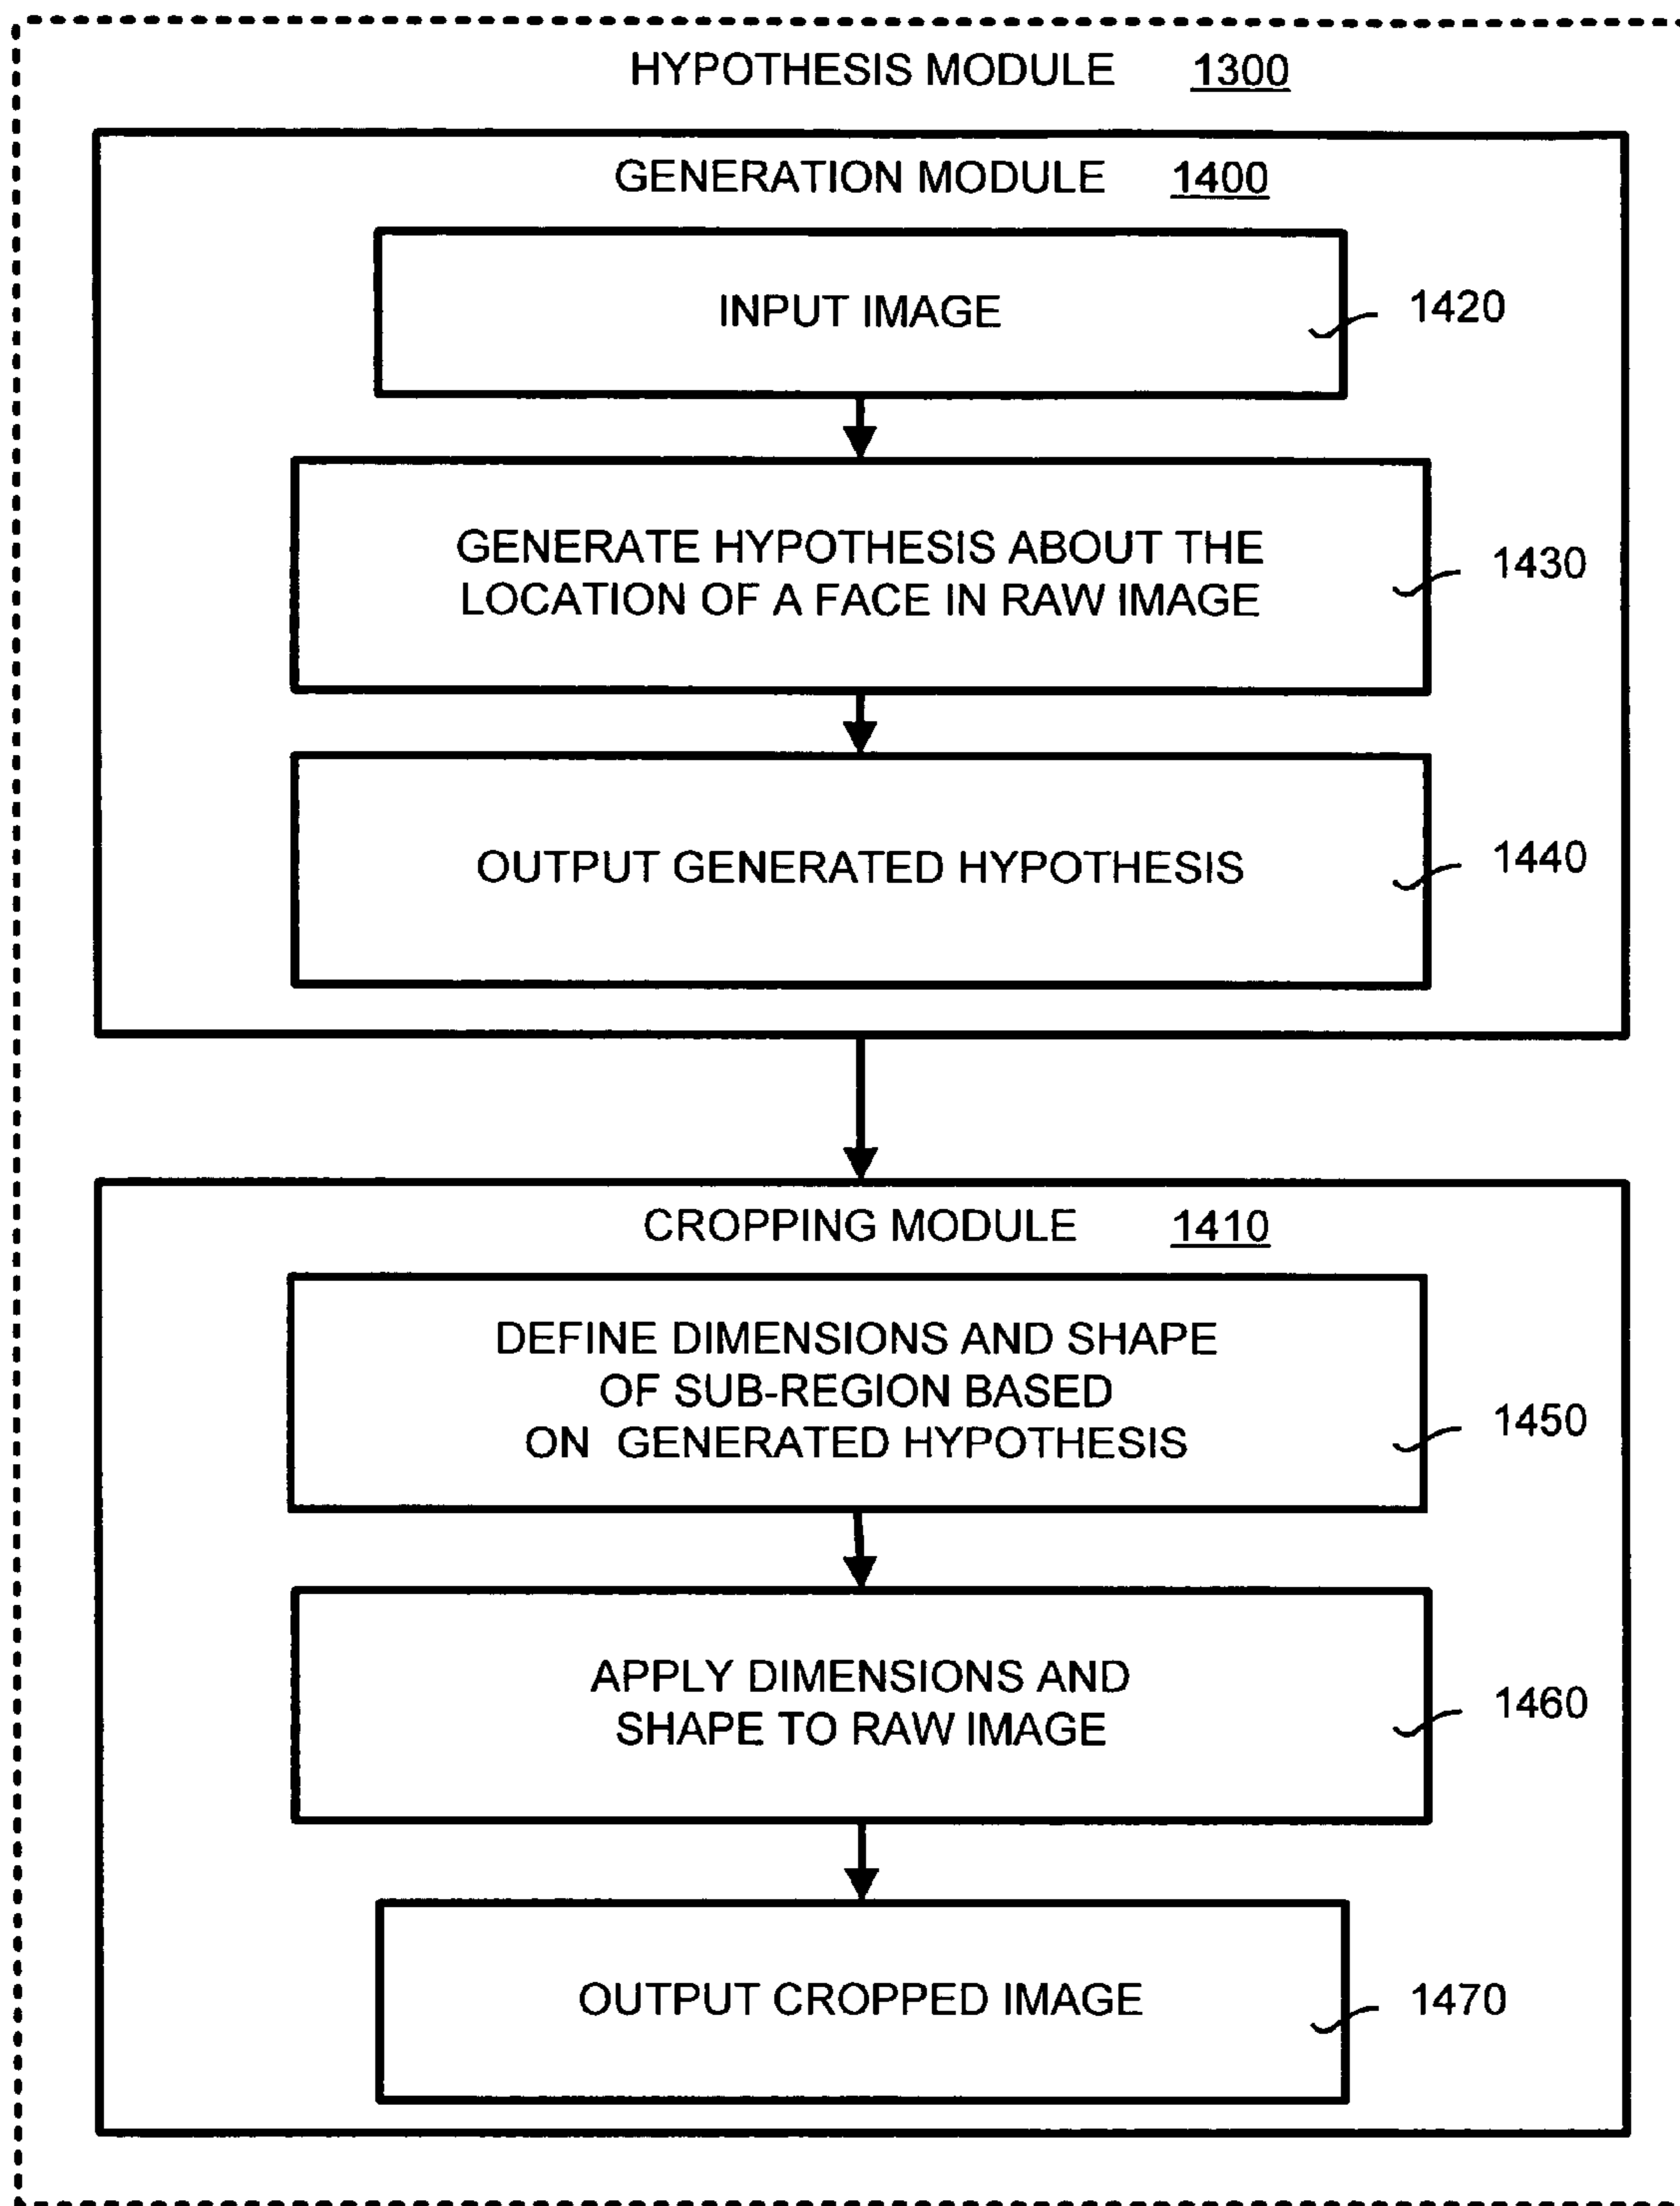 HYPOTHESIS MODULE 1300
GENERATION MODULE 1400
INPUT IMAGE 1420
GENERATE HYPOTHESIS ABOUT THE
LOCATION OF A FACE IN RAW IMAGE 1430
OUTPUT GENERATED HYPOTHESIS 1440
CROPPING MODULE 1410
DEFINE DIMENSIONS AND SHAPE
OF SUB-REGION BASED
ON GENERATED HYPOTHESIS 1450
APPLY DIMENSIONS AND
SHAPE TO RAW IMAGE 1460
OUTPUT CROPPED IMAGE 1470